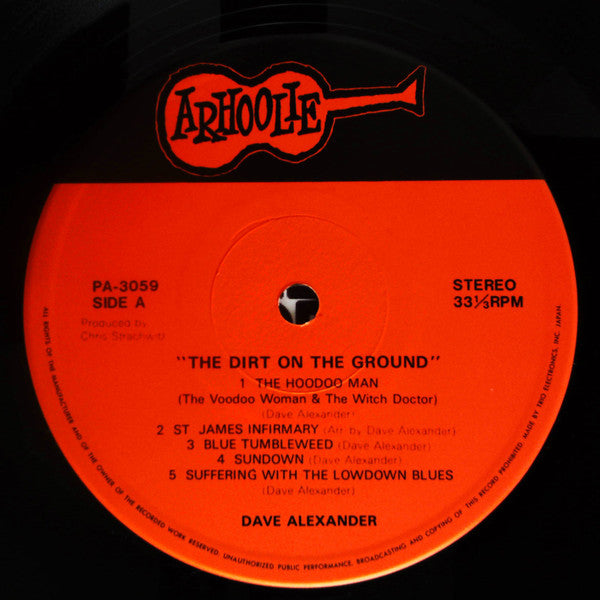 ARHOOLIE
PA-3059
SIDE A
STEREO
33⅓RPM
Produced by
Chris Strachwitz
"THE DIRT ON THE GROUND"
1 THE HOODOO MAN
(The Voodoo Woman & The Witch Doctor)
(Dave Alexander)
2 ST. JAMES INFIRMARY (Arr. by Dave Alexander)
3 BLUE TUMBLEWEED (Dave Alexander)
4 SUNDOWN (Dave Alexander)
5 SUFFERING WITH THE LOWDOWN BLUES
(Dave Alexander)
DAVE ALEXANDER
ALL RIGHTS OF THE MANUFACTURER AND OF THE OWNER OF THE RECORDED WORK RESERVED. UNAUTHORIZED PUBLIC PERFORMANCE, BROADCASTING AND COPYING OF THIS RECORD PROHIBITED. MADE BY TRIO ELECTRONICS, INC. JAPAN.